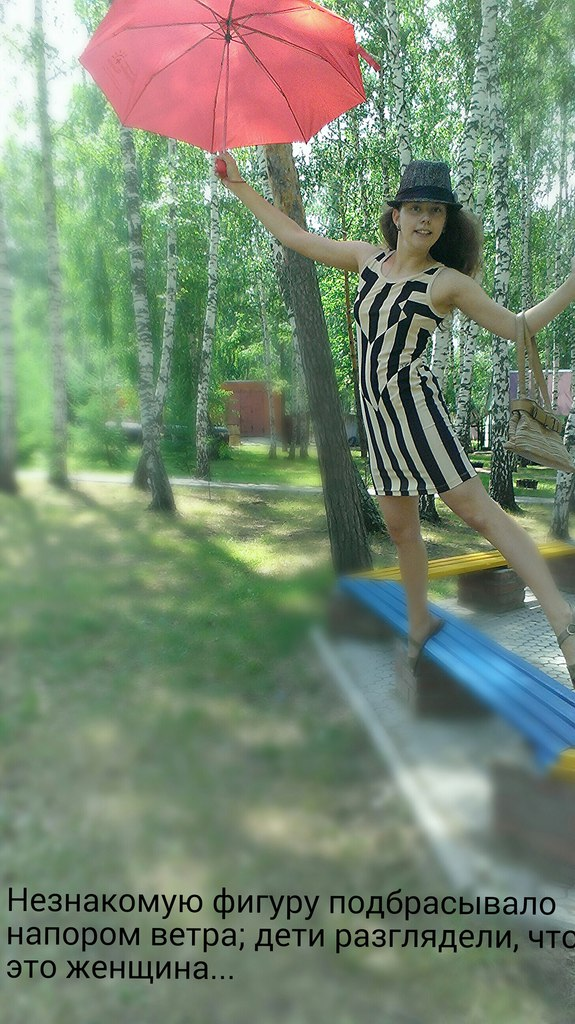 Незнакомую фигуру подбрасывало
напором ветра; дети разглядели, что
это женщина...